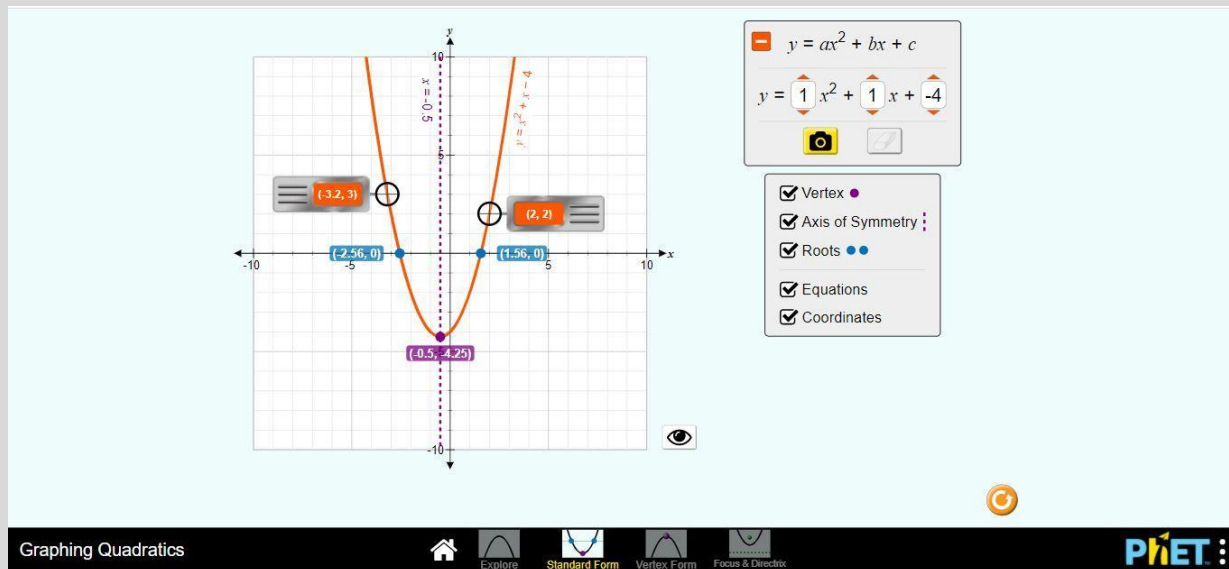 y
10
x = -0.5
y = x² + x − 4
5
(-3.2, 3)
(2, 2)
(-2.56, 0)
(1.56, 0)
x
-10
-5
5
10
(-0.5, -4.25)
-10
y = ax² + bx + c
y = 1 x² + 1 x + -4
Vertex
Axis of Symmetry
Roots
Equations
Coordinates
Graphing Quadratics
Explore
Standard Form
Vertex Form
Focus & Directrix
PhET